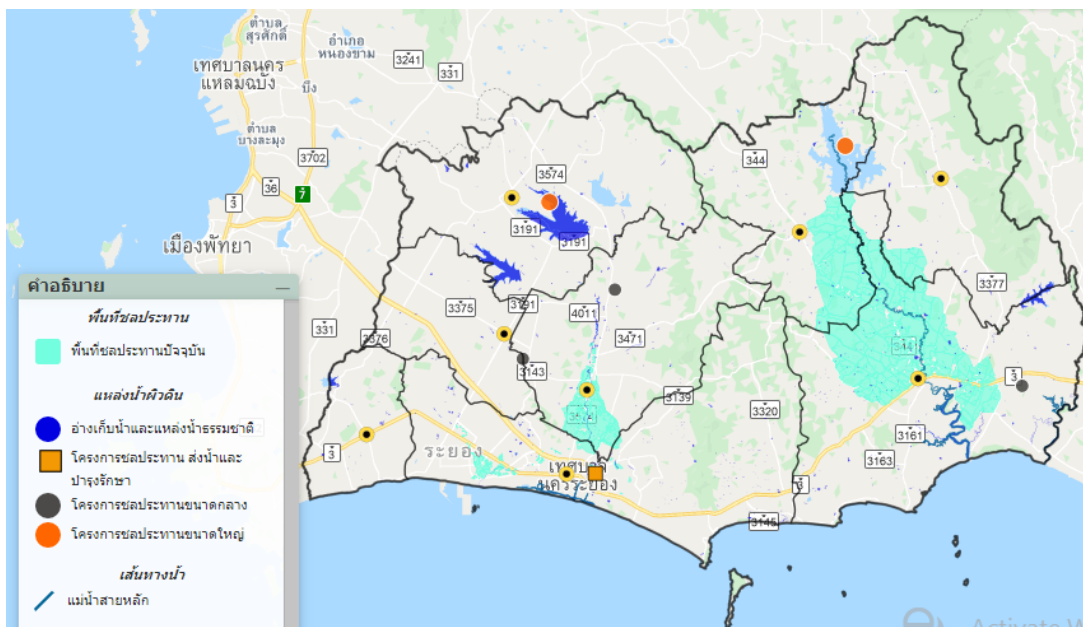 ตำบล
สุรศักดิ์
อำเภอ
หนองขาม
3241
331
เทศบาลนคร
แหลมฉบัง
บึง
ตำบล
บางละมุง
3702
344
36
3574
7
3
3191
3191
เมืองพัทยา
คำอธิบาย
พื้นที่ชลประทาน
พื้นที่ชลประทานปัจจุบัน
แหล่งน้ำผิวดิน
อ่างเก็บน้ำและแหล่งน้ำธรรมชาติ
โครงการชลประทาน ส่งน้ำและ
ปรุงรักษา
โครงการชลประทานขนาดกลาง
โครงการชลประทานขนาดใหญ่
เส้นทางน้ำ
แม่น้ำสายหลัก
3377
3375
3191
4011
331
3376
3471
344
3143
3
3139
3574
3320
3161
ระยอง
3
3163
เทศบาล
นครระยอง
3
3145
Activate W